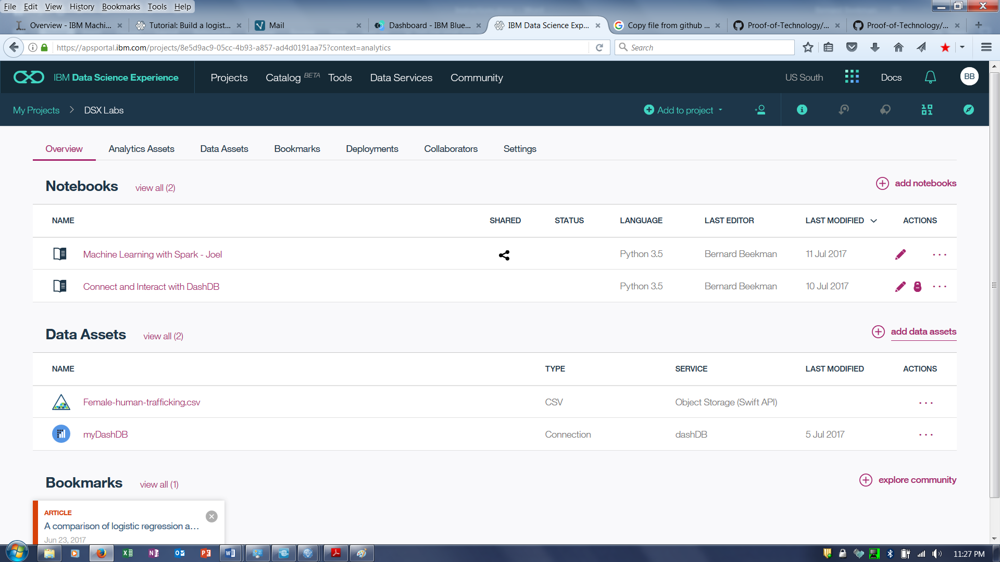 File Edit View History Bookmarks Tools Help
Overview - IBM Machi... Tutorial: Build a logist... Mail Dashboard - IBM Blue... IBM Data Science Exp... Copy file from github ... Proof-of-Technology/... Proof-of-Technology/...
https://apsportal.ibm.com/projects/8e5d9ac9-05cc-4b93-a857-ad4d0191aa75?context=analytics Search
IBM Data Science Experience Projects Catalog BETA Tools Data Services Community US South Docs BB
My Projects > DSX Labs Add to project
Overview Analytics Assets Data Assets Bookmarks Deployments Collaborators Settings
Notebooks view all (2) add notebooks
NAME SHARED STATUS LANGUAGE LAST EDITOR LAST MODIFIED ACTIONS
Machine Learning with Spark - Joel Python 3.5 Bernard Beekman 11 Jul 2017 ...
Connect and Interact with DashDB Python 3.5 Bernard Beekman 10 Jul 2017 ...
Data Assets view all (2) add data assets
NAME TYPE SERVICE LAST MODIFIED ACTIONS
Female-human-trafficking.csv CSV Object Storage (Swift API) ...
myDashDB Connection dashDB 5 Jul 2017 ...
Bookmarks view all (1) explore community
ARTICLE
A comparison of logistic regression a...
Jun 23, 2017
11:27 PM